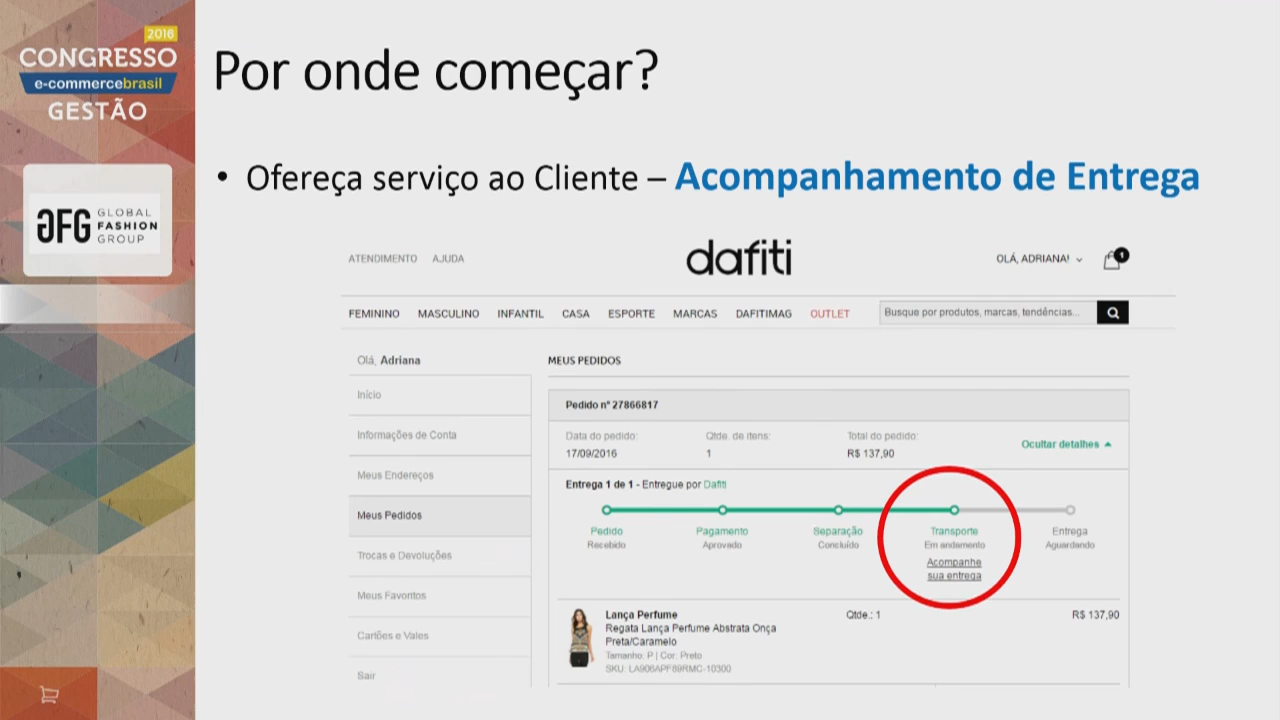 2016
CONGRESSO
e-commercebrasil
GESTÃO
GFG GLOBAL
FASHION
GROUP
Por onde começar?
• Ofereça serviço ao Cliente – Acompanhamento de Entrega
ATENDIMENTO AJUDA
dafiti
OLÁ, ADRIANA!
1
FEMININO MASCULINO INFANTIL CASA ESPORTE MARCAS DAFITIMAG OUTLET
Busque por produtos, marcas, tendências...
Olá, Adriana
Início
Informações de Conta
Meus Endereços
Meus Pedidos
Trocas e Devoluções
Meus Favoritos
Cartões e Vales
Sair
MEUS PEDIDOS
Pedido nº 27866817
Data do pedido: Qtde. de itens: Total do pedido:
17/09/2016 1 R$ 137,90
Ocultar detalhes
Entrega 1 de 1 - Entregue por Dafiti
Pedido Pagamento Separação Transporte Entrega
Recebido Aprovado Concluído Em andamento Aguardando
Acompanhe
sua entrega
Lança Perfume Qtde.: 1 R$ 137,90
Regata Lança Perfume Abstrata Onça
Preta/Caramelo
Tamanho: P | Cor: Preto
SKU: LA906APF89RMC-10300